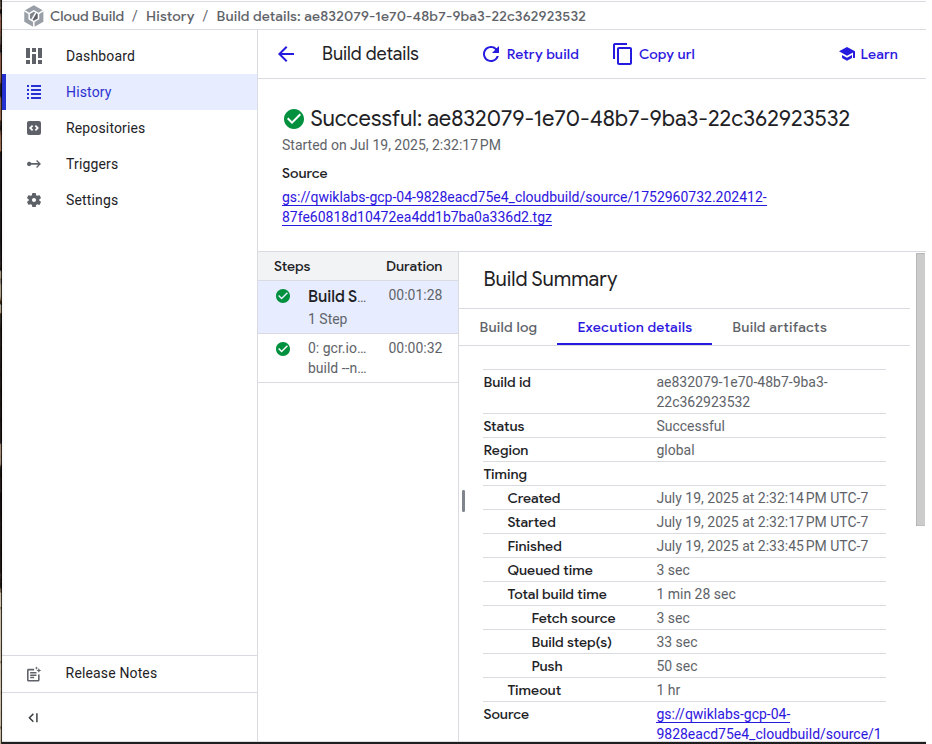 Cloud Build / History / Build details: ae832079-1e70-48b7-9ba3-22c362923532
Dashboard
History
Repositories
Triggers
Settings
Release Notes
Build details
Retry build
Copy url
Learn
Successful: ae832079-1e70-48b7-9ba3-22c362923532
Started on Jul 19, 2025, 2:32:17 PM
Source
gs://qwiklabs-gcp-04-9828eacd75e4_cloudbuild/source/1752960732.202412-
87fe60818d10472ea4dd1b7ba0a336d2.tgz
Steps Duration
Build S... 00:01:28
1 Step
0: gcr.io... 00:00:32
build --n...
Build Summary
Build log Execution details Build artifacts
Build id ae832079-1e70-48b7-9ba3-
22c362923532
Status Successful
Region global
Timing
Created July 19, 2025 at 2:32:14 PM UTC-7
Started July 19, 2025 at 2:32:17 PM UTC-7
Finished July 19, 2025 at 2:33:45 PM UTC-7
Queued time 3 sec
Total build time 1 min 28 sec
Fetch source 3 sec
Build step(s) 33 sec
Push 50 sec
Timeout 1 hr
Source gs://qwiklabs-gcp-04-
9828eacd75e4_cloudbuild/source/1